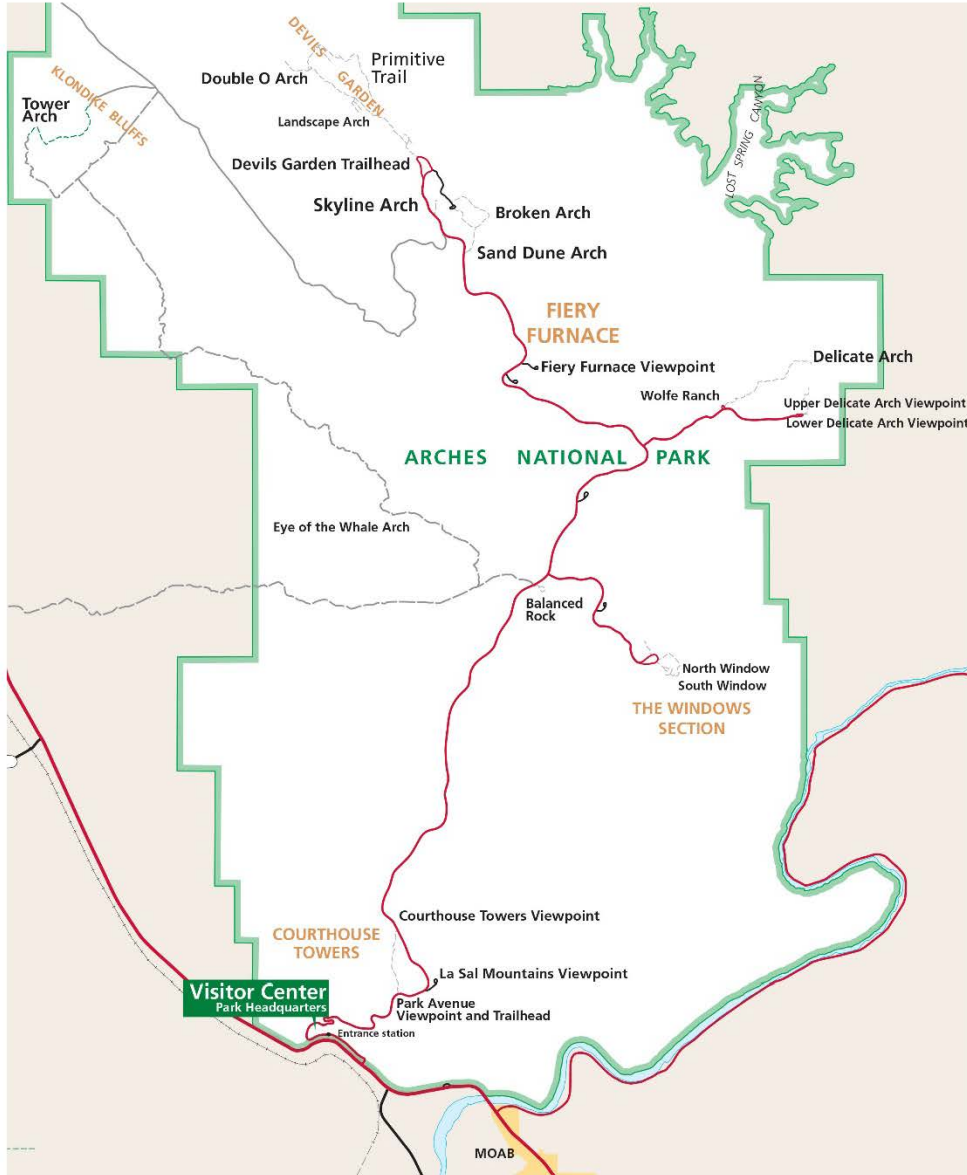 DEVILS
GARDEN
Primitive
Trail
Double O Arch
KLONDIKE BLUFFS
Tower
Arch
Landscape Arch
LOST SPRING CANYON
Devils Garden Trailhead
Skyline Arch
Broken Arch
Sand Dune Arch
FIERY
FURNACE
Delicate Arch
Fiery Furnace Viewpoint
Wolfe Ranch
Upper Delicate Arch Viewpoint
Lower Delicate Arch Viewpoint
ARCHES NATIONAL PARK
Eye of the Whale Arch
Balanced
Rock
North Window
South Window
THE WINDOWS
SECTION
Courthouse Towers Viewpoint
COURTHOUSE
TOWERS
La Sal Mountains Viewpoint
Visitor Center
Park Headquarters
Park Avenue
Viewpoint and Trailhead
Entrance station
MOAB